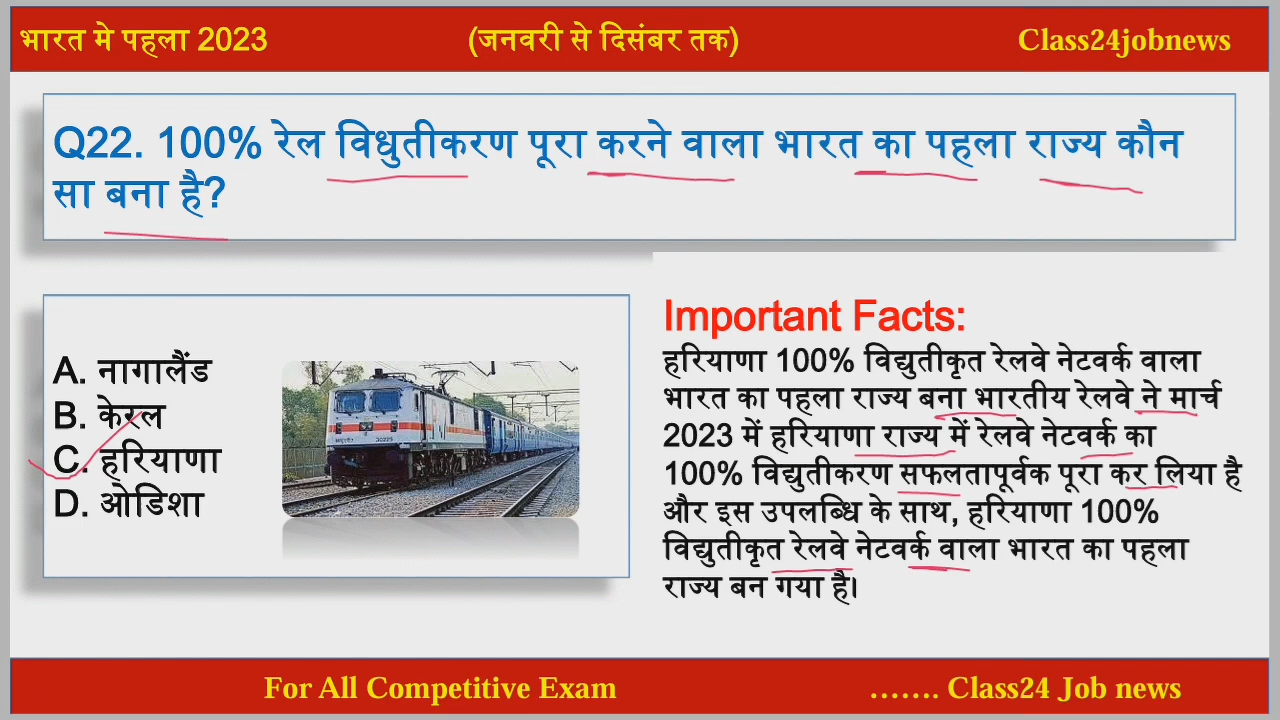 भारत मे पहला 2023 (जनवरी से दिसंबर तक) Class24jobnews
Q22. 100% रेल विधुतीकरण पूरा करने वाला भारत का पहला राज्य कौन
सा बना है?
A. नागालैंड
B. केरल
C. हरियाणा
D. ओडिशा
Important Facts:
हरियाणा 100% विद्युतीकृत रेलवे नेटवर्क वाला
भारत का पहला राज्य बना भारतीय रेलवे ने मार्च
2023 में हरियाणा राज्य में रेलवे नेटवर्क का
100% विद्युतीकरण सफलतापूर्वक पूरा कर लिया है
और इस उपलब्धि के साथ, हरियाणा 100%
विद्युतीकृत रेलवे नेटवर्क वाला भारत का पहला
राज्य बन गया है।
For All Competitive Exam ....... Class24 Job news